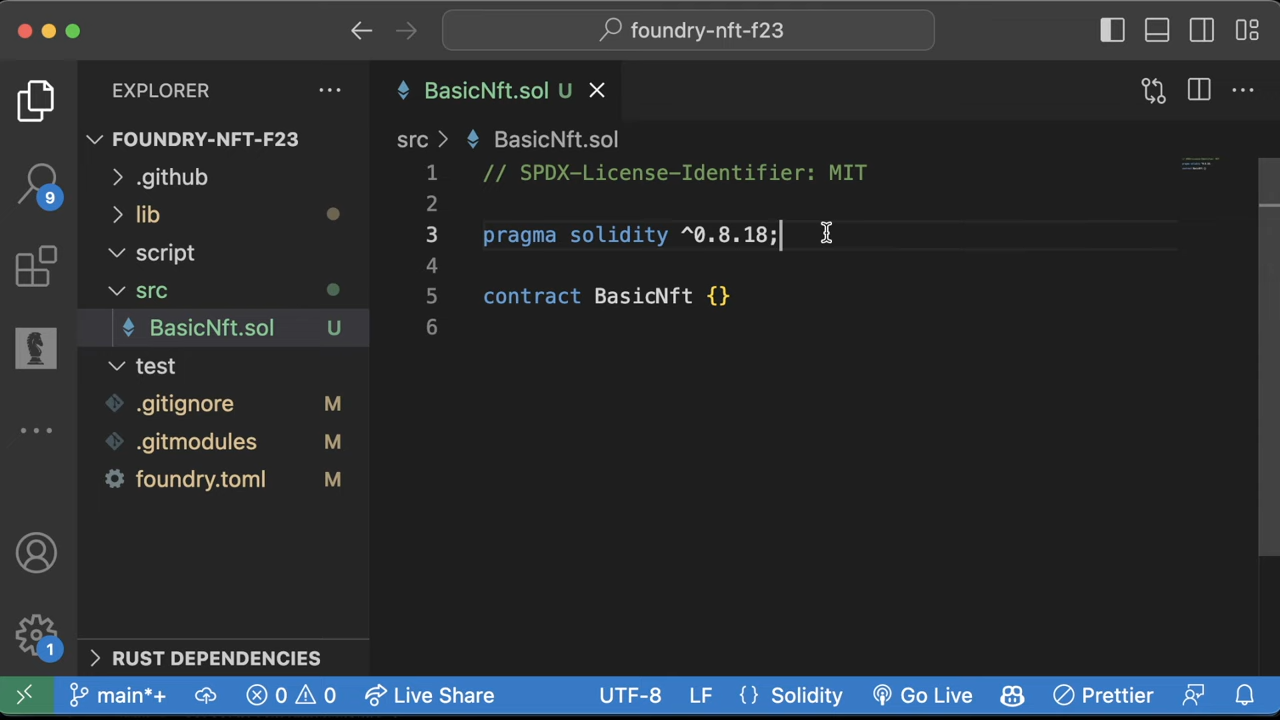 foundry-nft-f23
EXPLORER
BasicNft.sol U
FOUNDRY-NFT-F23
src > BasicNft.sol
.github
lib
script
src
BasicNft.sol U
test
.gitignore M
.gitmodules M
foundry.toml M
RUST DEPENDENCIES
9
1
1 // SPDX-License-Identifier: MIT
2
3 pragma solidity ^0.8.18;
4
5 contract BasicNft {}
6
main*+ 0 0 Live Share UTF-8 LF {} Solidity Go Live Prettier